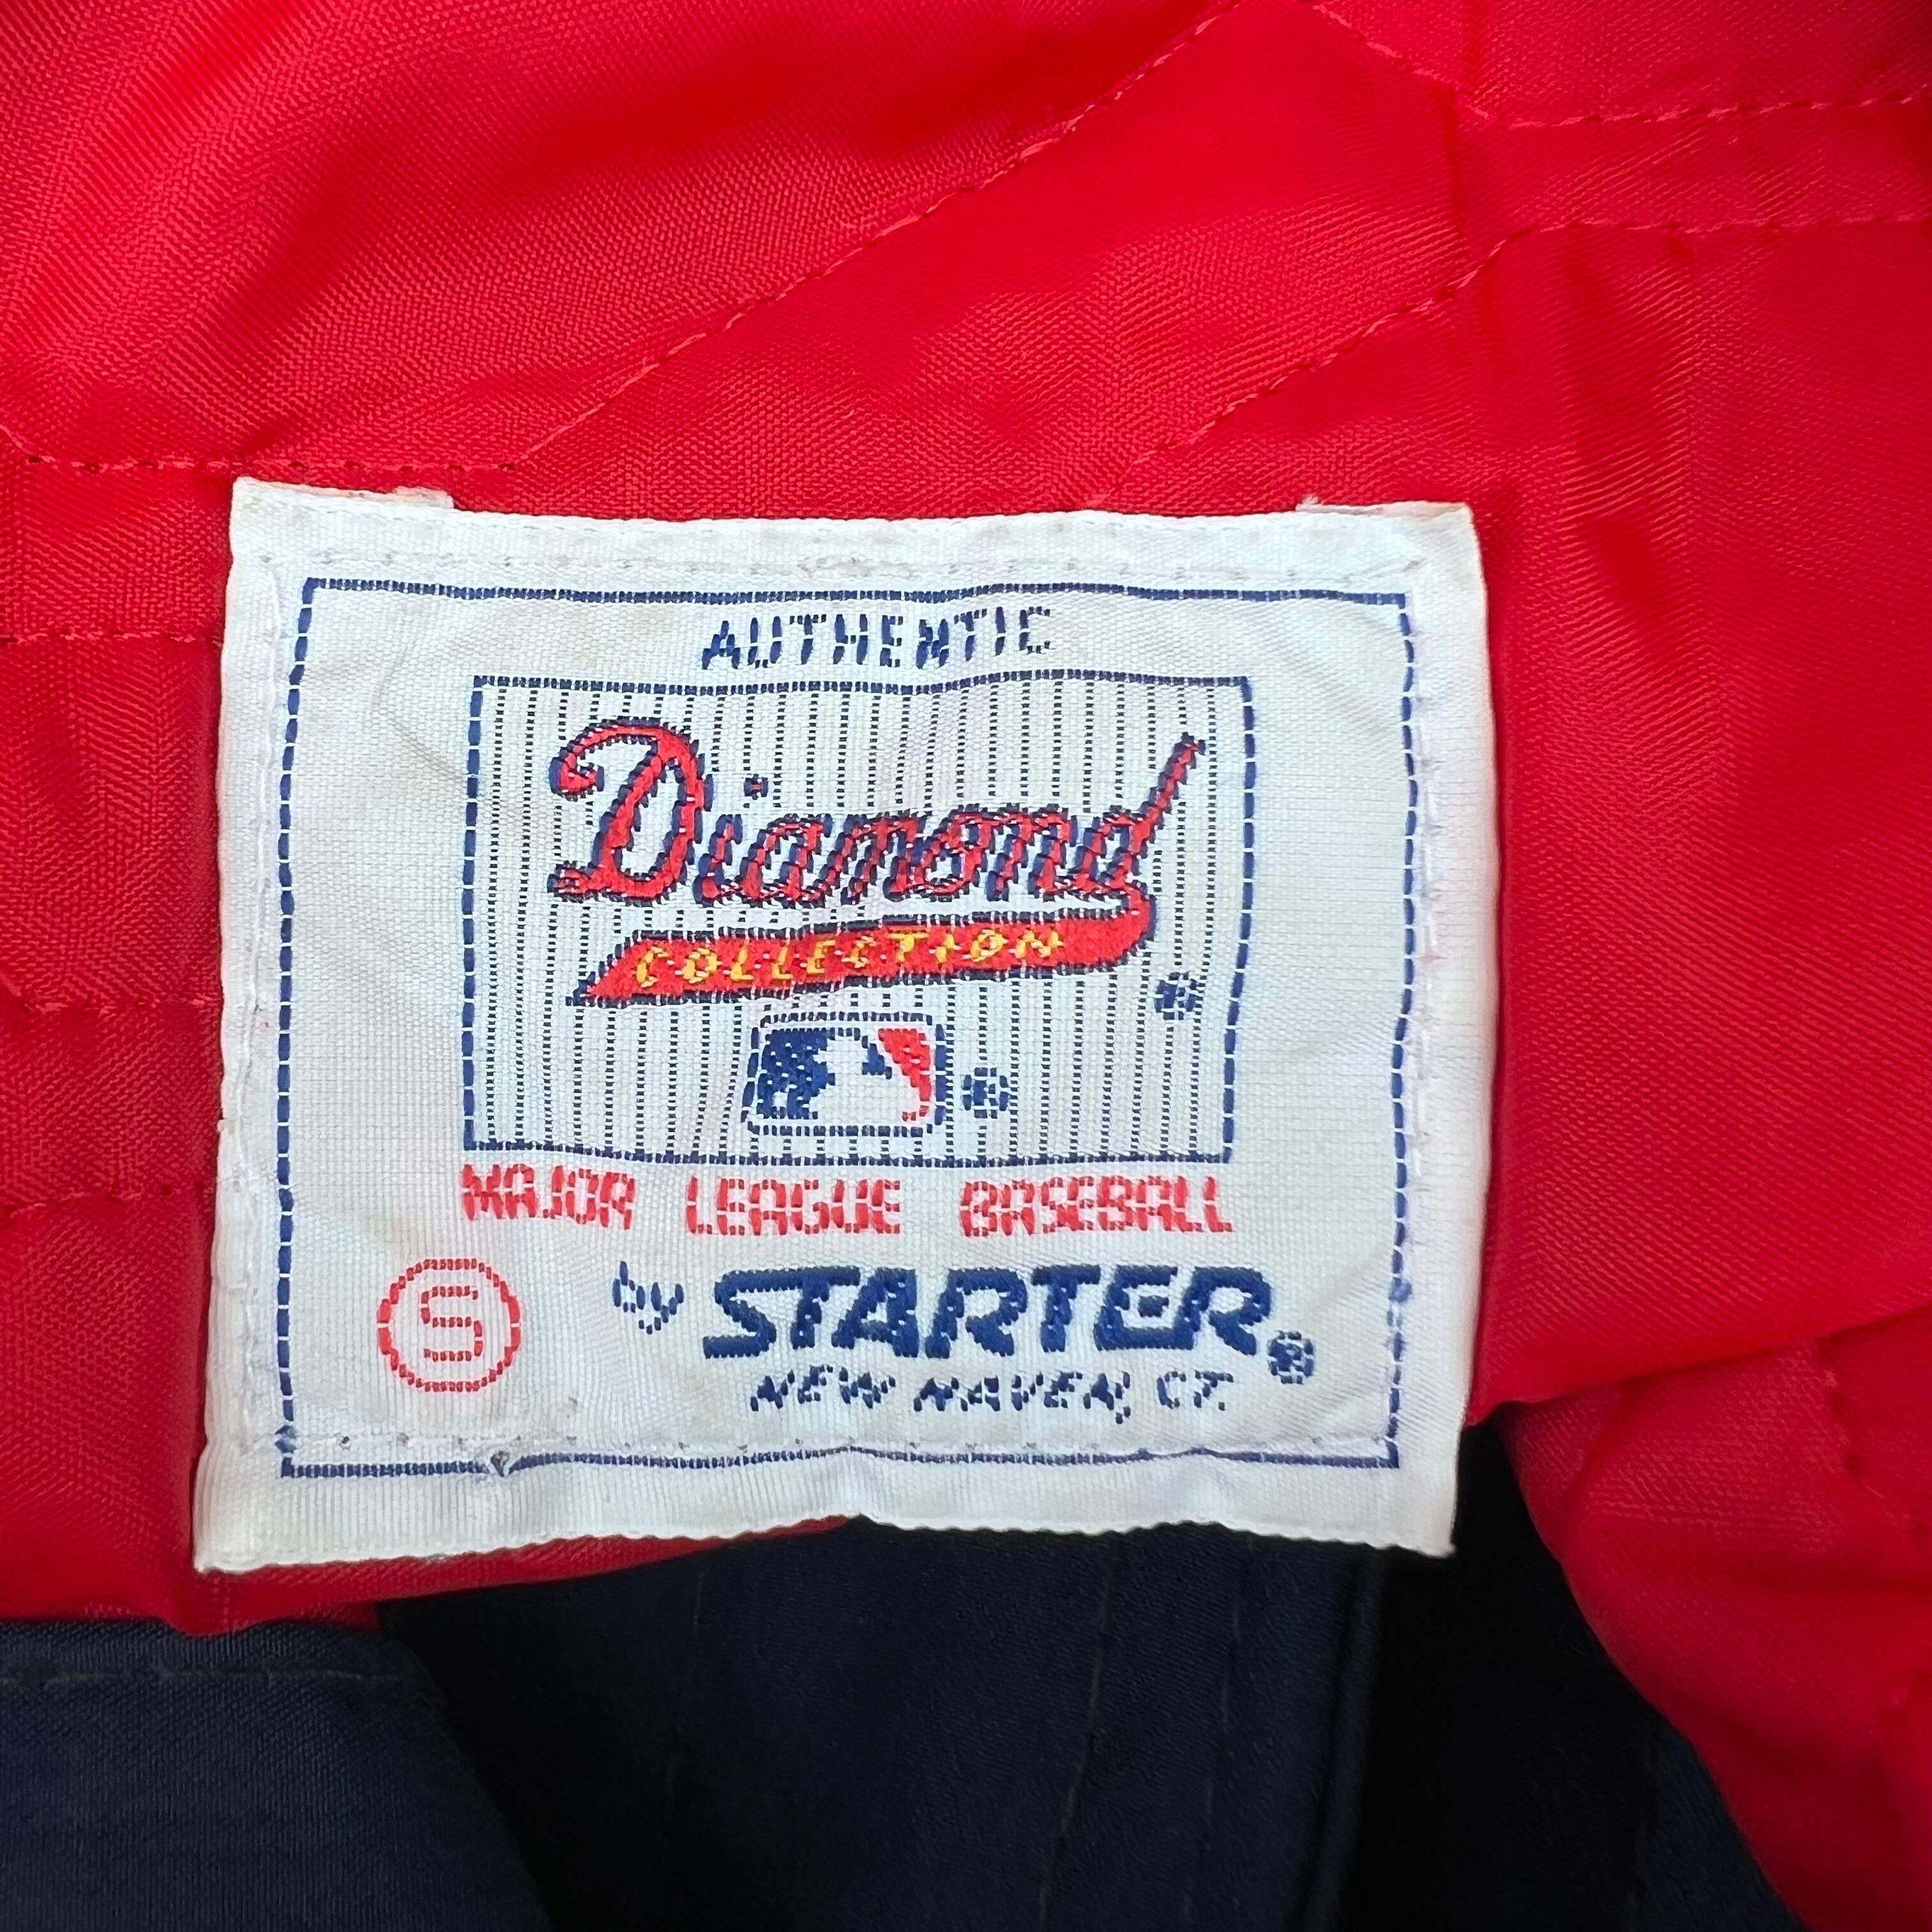 AUTHENTIC
Diamond
COLLECTION
®
®
MAJOR LEAGUE BASEBALL
S
by STARTER®
NEW HAVEN, CT.